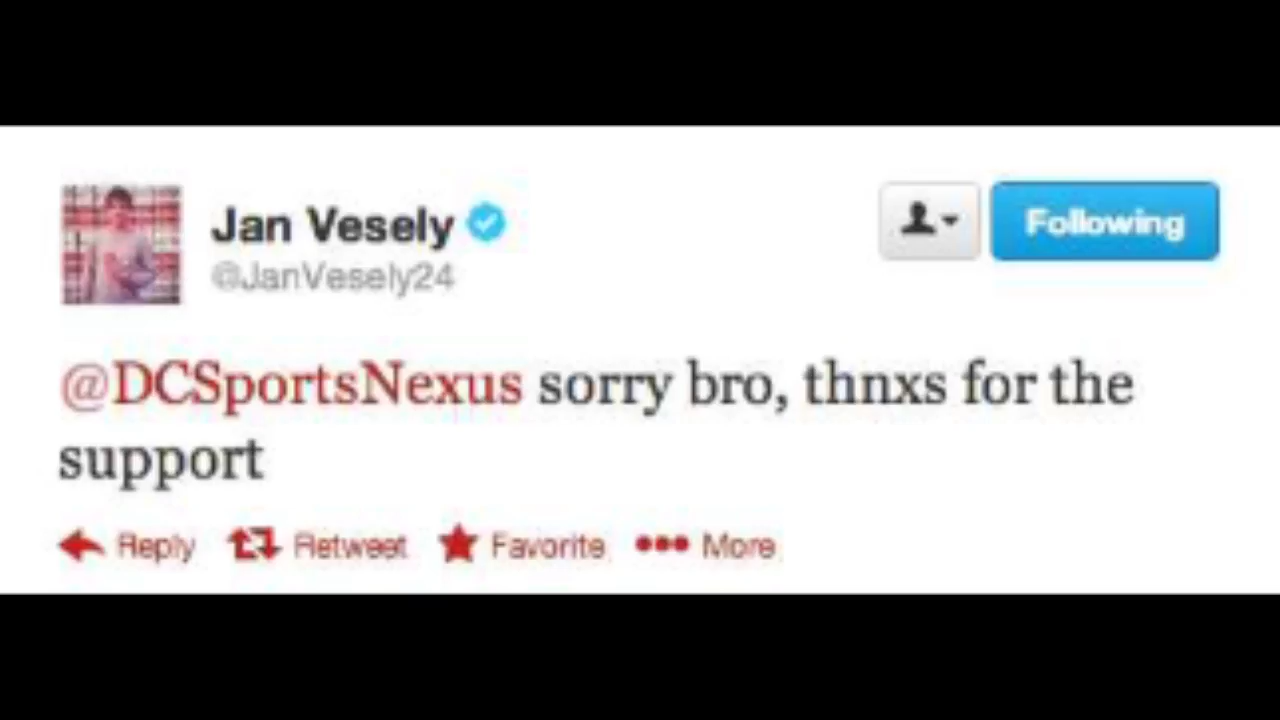 Jan Vesely
@JanVesely24
Following
@DCSportsNexus sorry bro, thnxs for the
support
Reply Retweet Favorite More